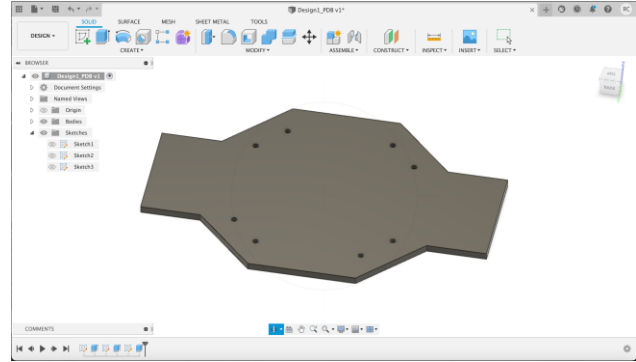 Design1_PDB v1*
RC
SOLID SURFACE MESH SHEET METAL TOOLS
DESIGN
CREATE MODIFY ASSEMBLE CONSTRUCT INSPECT INSERT SELECT
BROWSER
Design1_PDB v1
Document Settings
Named Views
Origin
Bodies
Sketches
Sketch1
Sketch2
Sketch3
COMMENTS